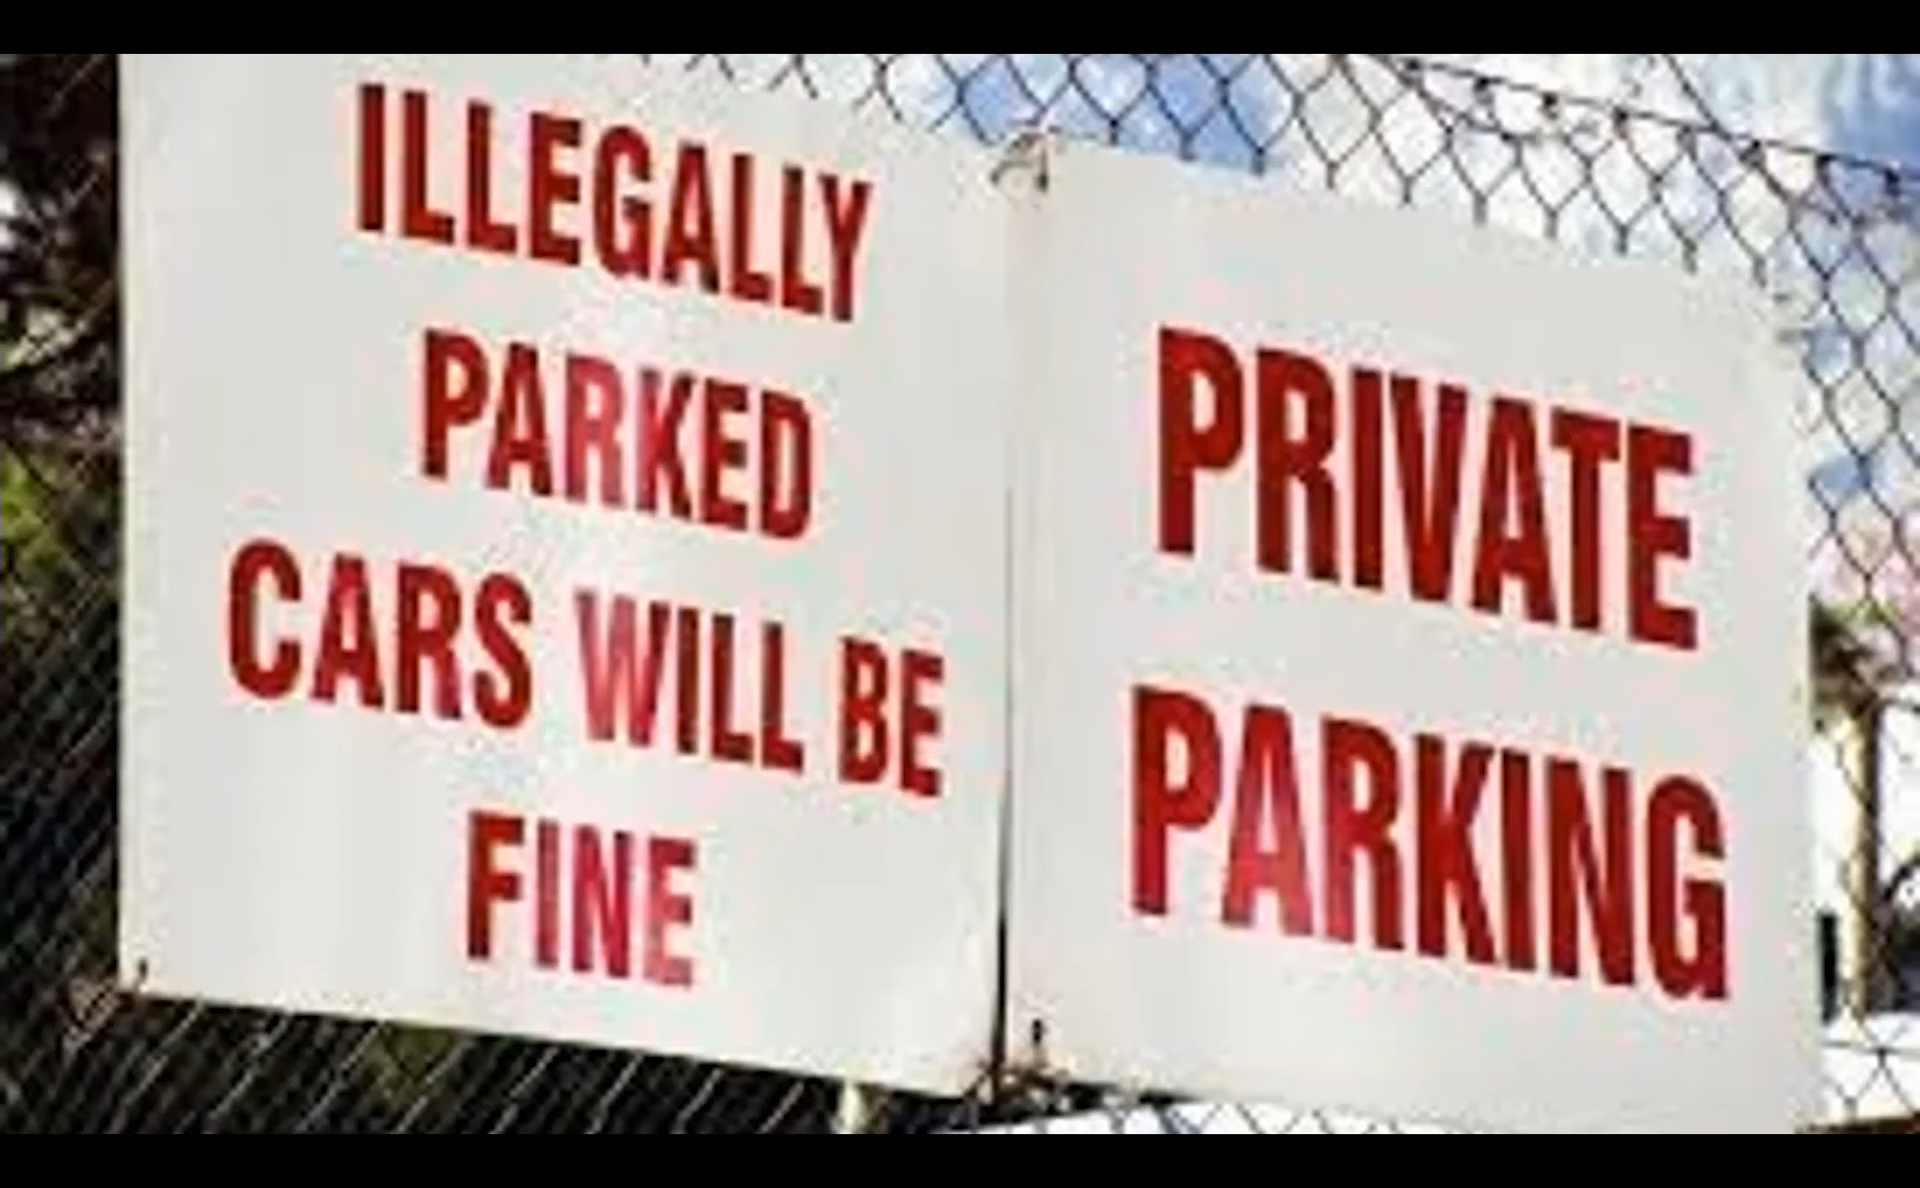 ILLEGALLY
PARKED
CARS WILL BE
FINE
PRIVATE
PARKING